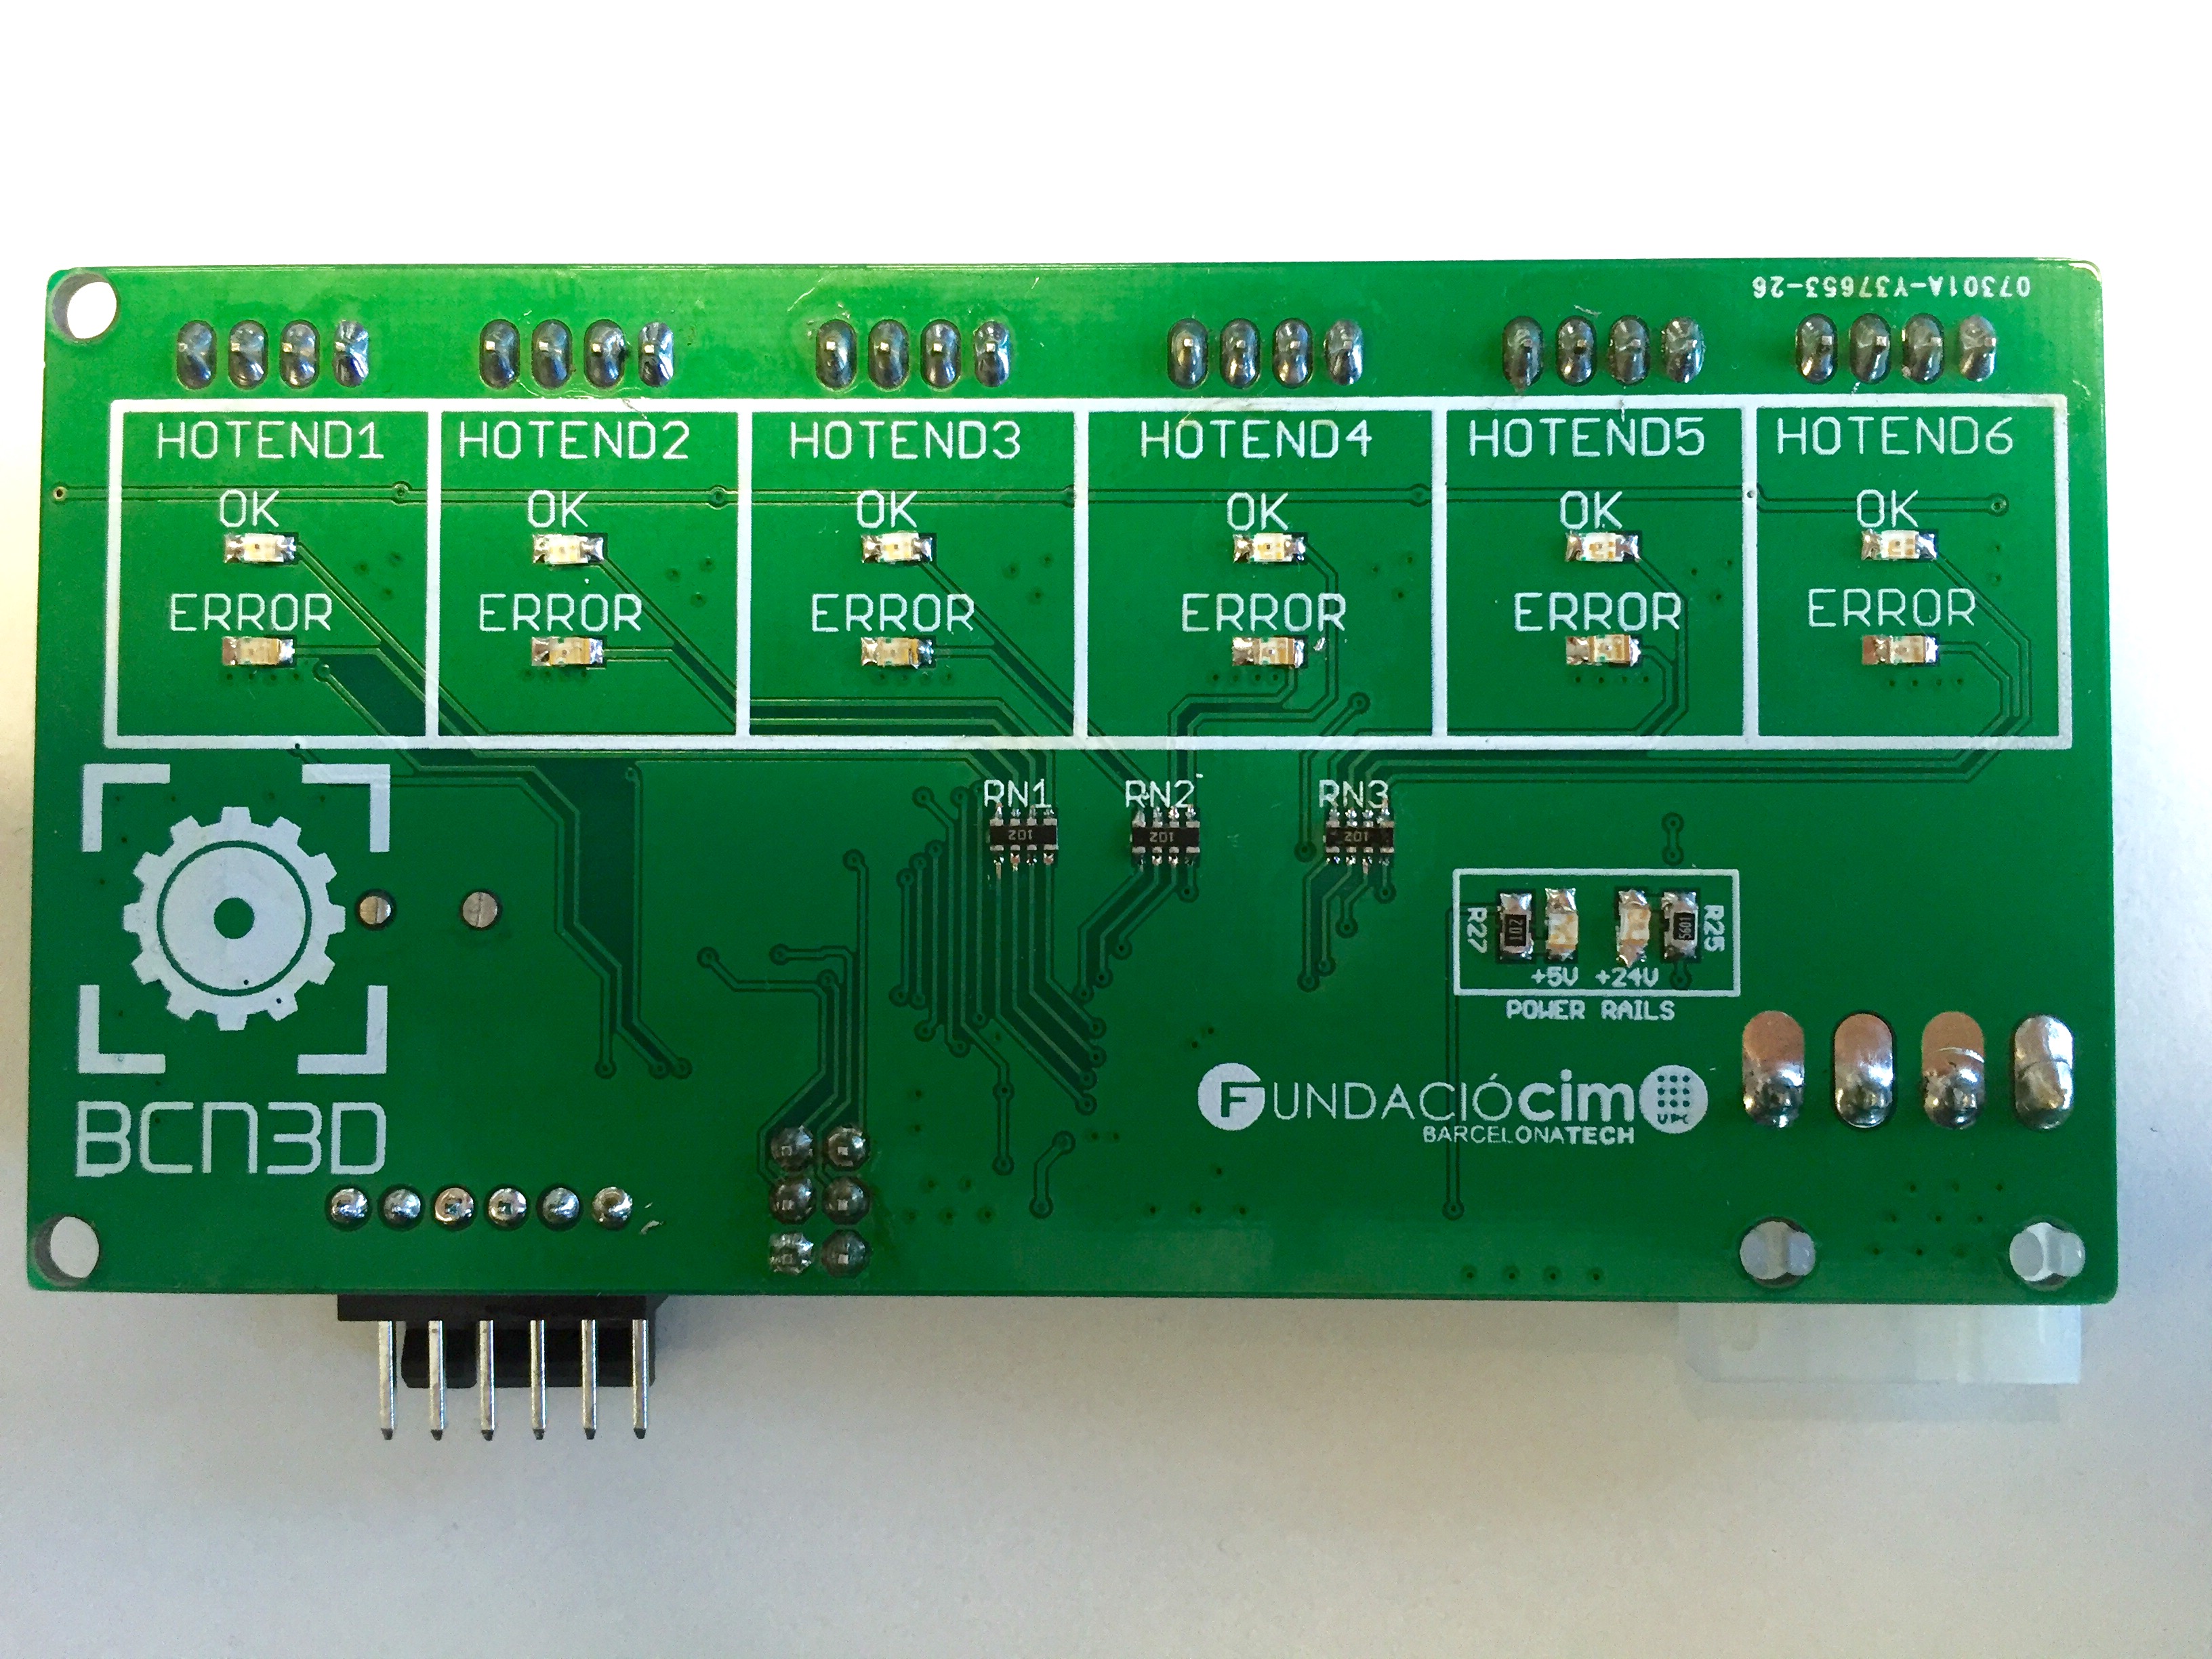 07301A-Y37653-26
HOTEND1 HOTEND2 HOTEND3 HOTEND4 HOTEND5 HOTEND6
OK OK OK OK OK OK
ERROR ERROR ERROR ERROR ERROR ERROR
RN1 RN2 RN3
102 102 102
R27 102 5601 R25
+5V +24V
POWER RAILS
FUNDACIÓcim UPC
BARCELONATECH
BCN3D